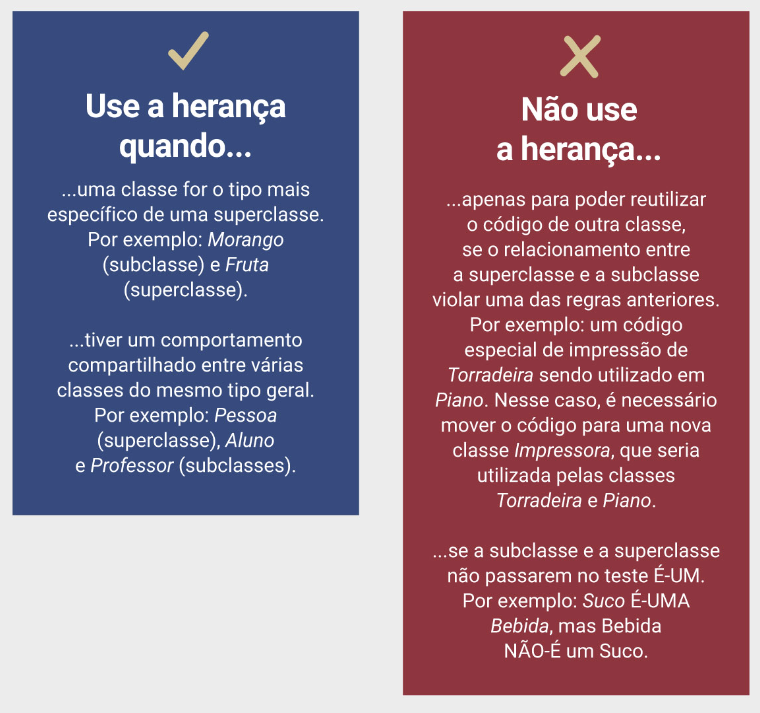 Use a herança
quando...
...uma classe for o tipo mais
específico de uma superclasse.
Por exemplo: Morango
(subclasse) e Fruta
(superclasse).
...tiver um comportamento
compartilhado entre várias
classes do mesmo tipo geral.
Por exemplo: Pessoa
(superclasse), Aluno
e Professor (subclasses).
Não use
a herança...
...apenas para poder reutilizar
o código de outra classe,
se o relacionamento entre
a superclasse e a subclasse
violar uma das regras anteriores.
Por exemplo: um código
especial de impressão de
Torradeira sendo utilizado em
Piano. Nesse caso, é necessário
mover o código para uma nova
classe Impressora, que seria
utilizada pelas classes
Torradeira e Piano.
...se a subclasse e a superclasse
não passarem no teste É-UM.
Por exemplo: Suco É-UMA
Bebida, mas Bebida
NÃO-É um Suco.